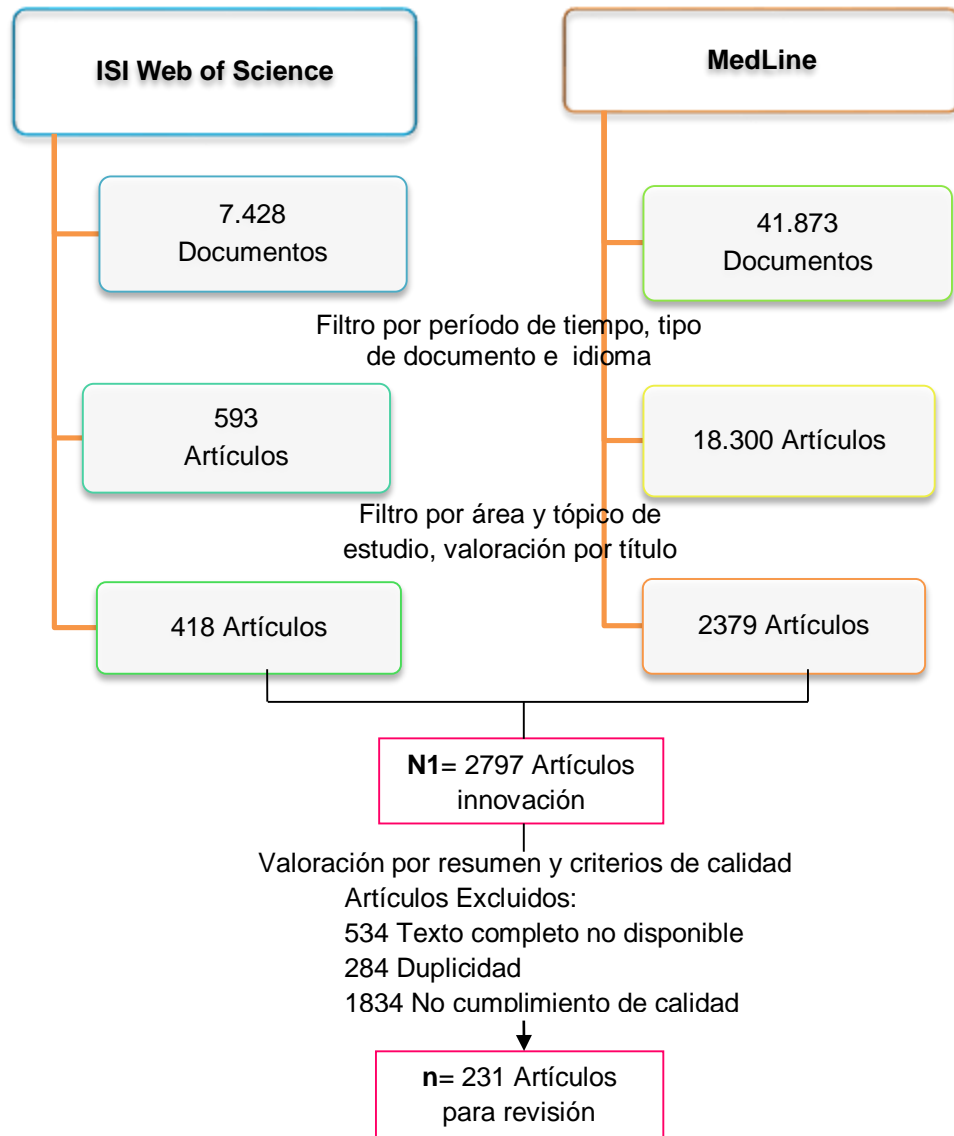 ISI Web of Science
MedLine
7.428
Documentos
41.873
Documentos
Filtro por período de tiempo, tipo
de documento e idioma
593
Artículos
18.300 Artículos
Filtro por área y tópico de
estudio, valoración por título
418 Artículos
2379 Artículos
N1= 2797 Artículos
innovación
Valoración por resumen y criterios de calidad
Artículos Excluidos:
534 Texto completo no disponible
284 Duplicidad
1834 No cumplimiento de calidad
n= 231 Artículos
para revisión